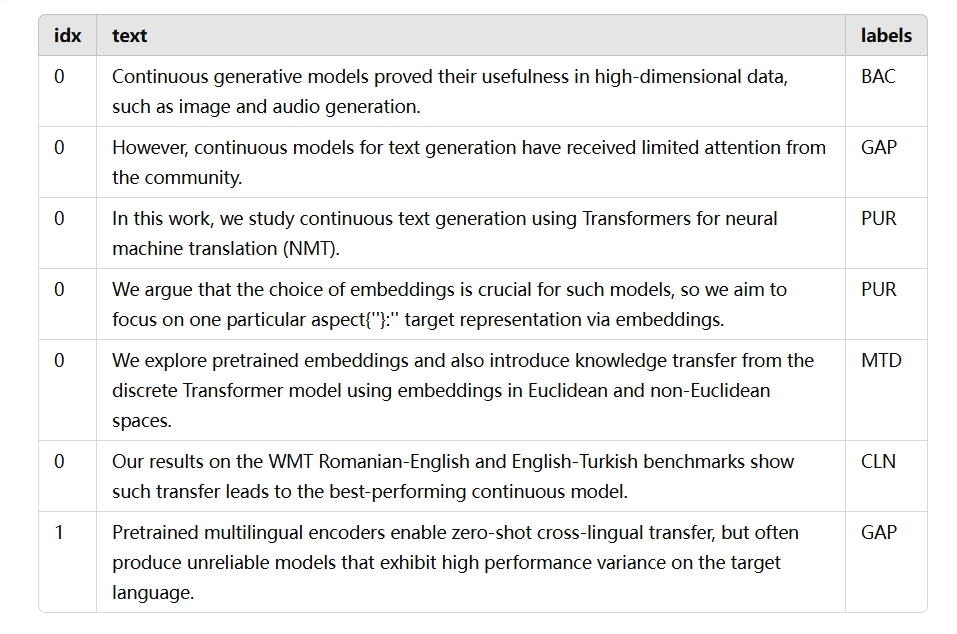 idx text labels
0 Continuous generative models proved their usefulness in high-dimensional data, BAC
such as image and audio generation.
0 However, continuous models for text generation have received limited attention from GAP
the community.
0 In this work, we study continuous text generation using Transformers for neural PUR
machine translation (NMT).
0 We argue that the choice of embeddings is crucial for such models, so we aim to PUR
focus on one particular aspect{''}:'' target representation via embeddings.
0 We explore pretrained embeddings and also introduce knowledge transfer from the MTD
discrete Transformer model using embeddings in Euclidean and non-Euclidean
spaces.
0 Our results on the WMT Romanian-English and English-Turkish benchmarks show CLN
such transfer leads to the best-performing continuous model.
1 Pretrained multilingual encoders enable zero-shot cross-lingual transfer, but often GAP
produce unreliable models that exhibit high performance variance on the target
language.